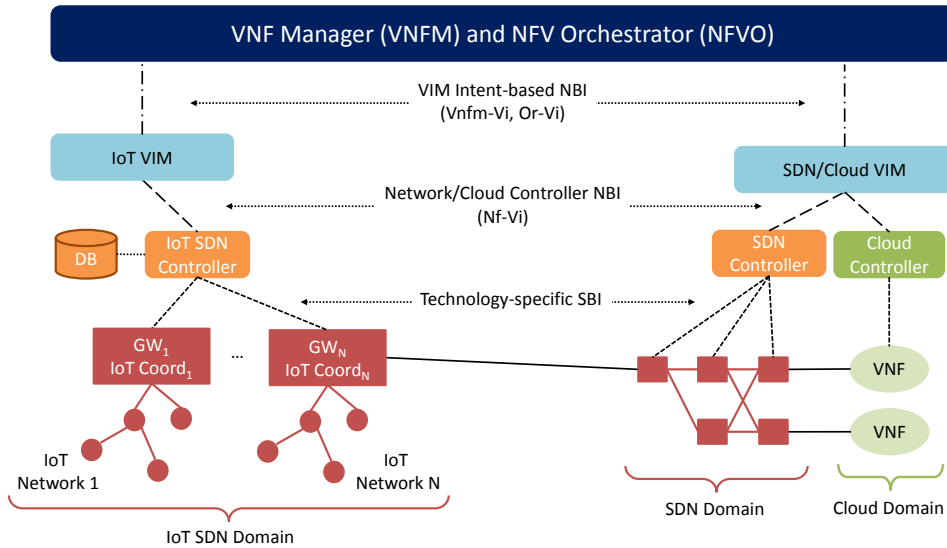 VNF Manager (VNFM) and NFV Orchestrator (NFVO)
VIM Intent-based NBI
(Vnfm-Vi, Or-Vi)
IoT VIM
SDN/Cloud VIM
Network/Cloud Controller NBI
(Nf-Vi)
DB
IoT SDN
Controller
SDN
Controller
Cloud
Controller
Technology-specific SBI
GW₁
IoT Coord₁
...
GW_N
IoT Coord_N
VNF
VNF
IoT
Network 1
IoT
Network N
IoT SDN Domain
SDN Domain
Cloud Domain